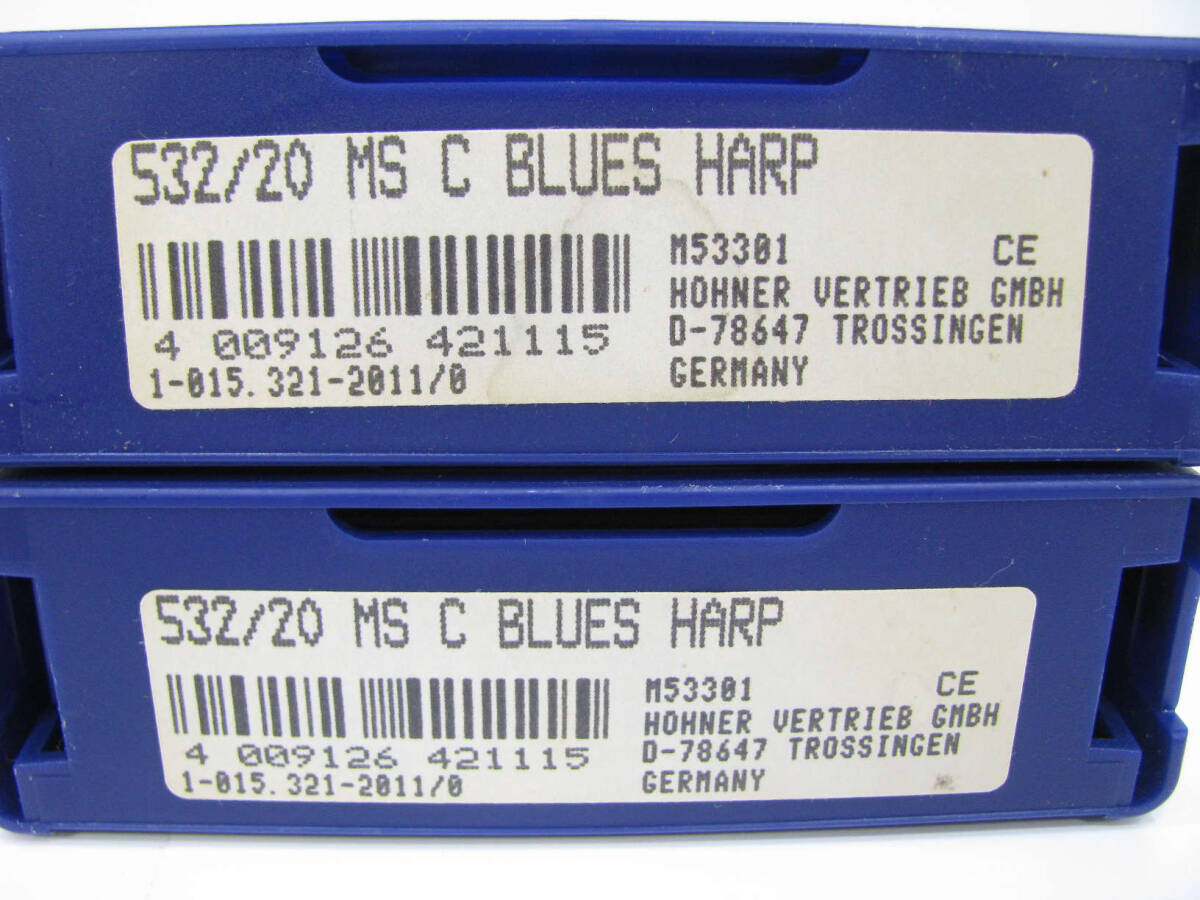 532/20 MS C BLUES HARP
M53301 CE
HOHNER VERTRIEB GMBH
D-78647 TROSSINGEN
GERMANY
4 009126 421115
1-015.321-2011/0
532/20 MS C BLUES HARP
M53301 CE
HOHNER VERTRIEB GMBH
D-78647 TROSSINGEN
GERMANY
4 009126 421115
1-015.321-2011/0